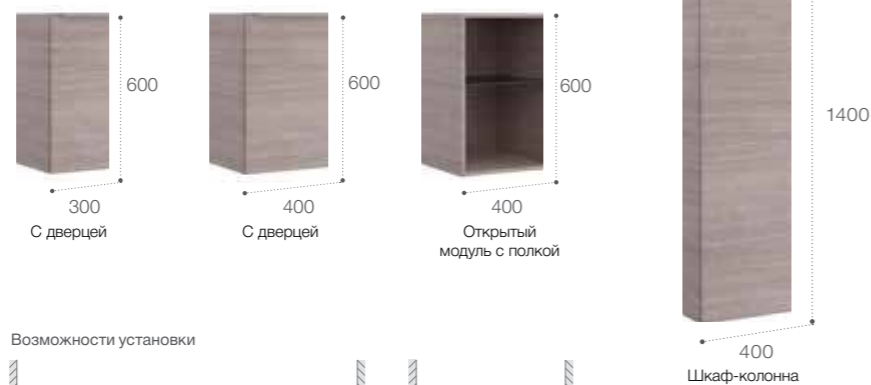 600
300
С дверцей
600
400
С дверцей
600
400
Открытый
модуль с полкой
1400
400
Шкаф-колонна
Возможности установки